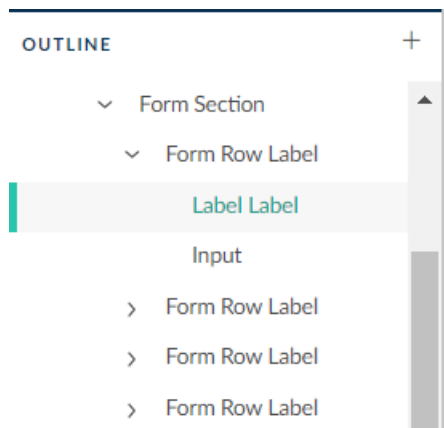 OUTLINE
Form Section
Form Row Label
Label Label
Input
Form Row Label
Form Row Label
Form Row Label